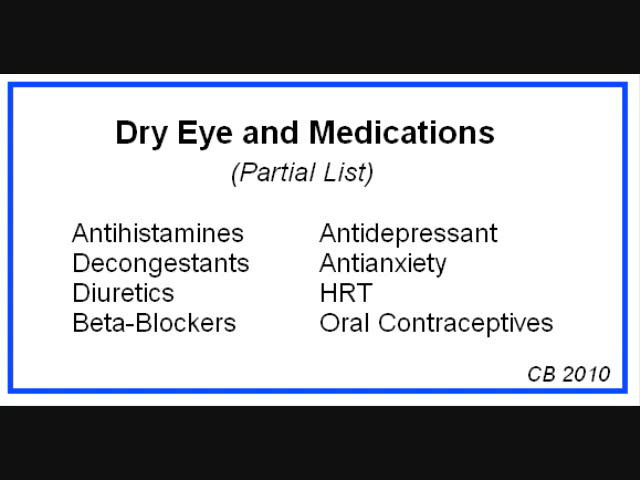 Dry Eye and Medications
(Partial List)
Antihistamines
Decongestants
Diuretics
Beta-Blockers
Antidepressant
Antianxiety
HRT
Oral Contraceptives
CB 2010